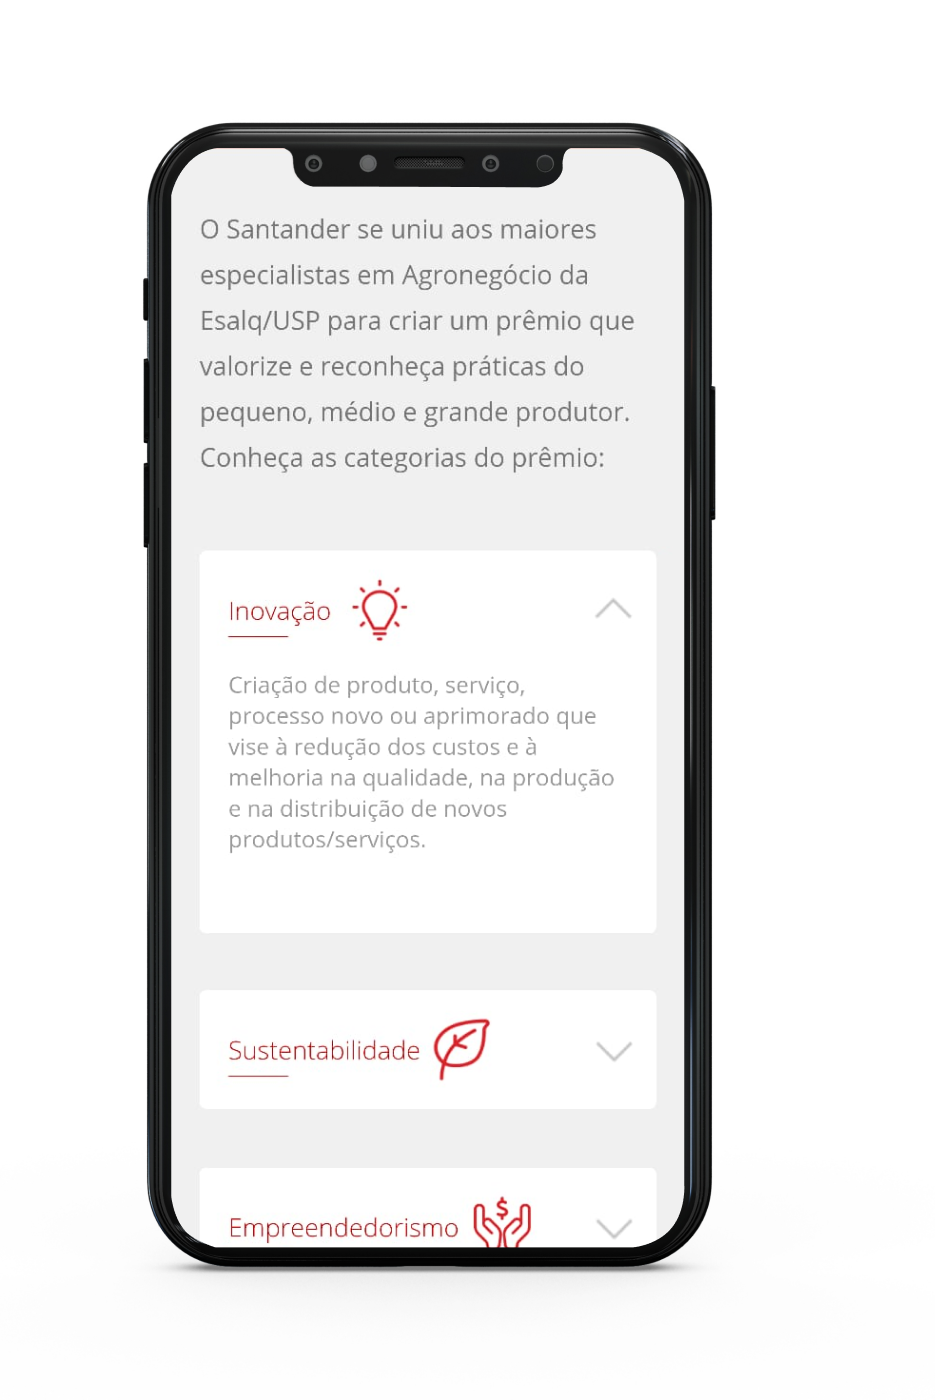 O Santander se uniu aos maiores
especialistas em Agronegócio da
Esalq/USP para criar um prêmio que
valorize e reconheça práticas do
pequeno, médio e grande produtor.
Conheça as categorias do prêmio:
Inovação
Criação de produto, serviço,
processo novo ou aprimorado que
vise à redução dos custos e à
melhoria na qualidade, na produção
e na distribuição de novos
produtos/serviços.
Sustentabilidade
Empreendedorismo